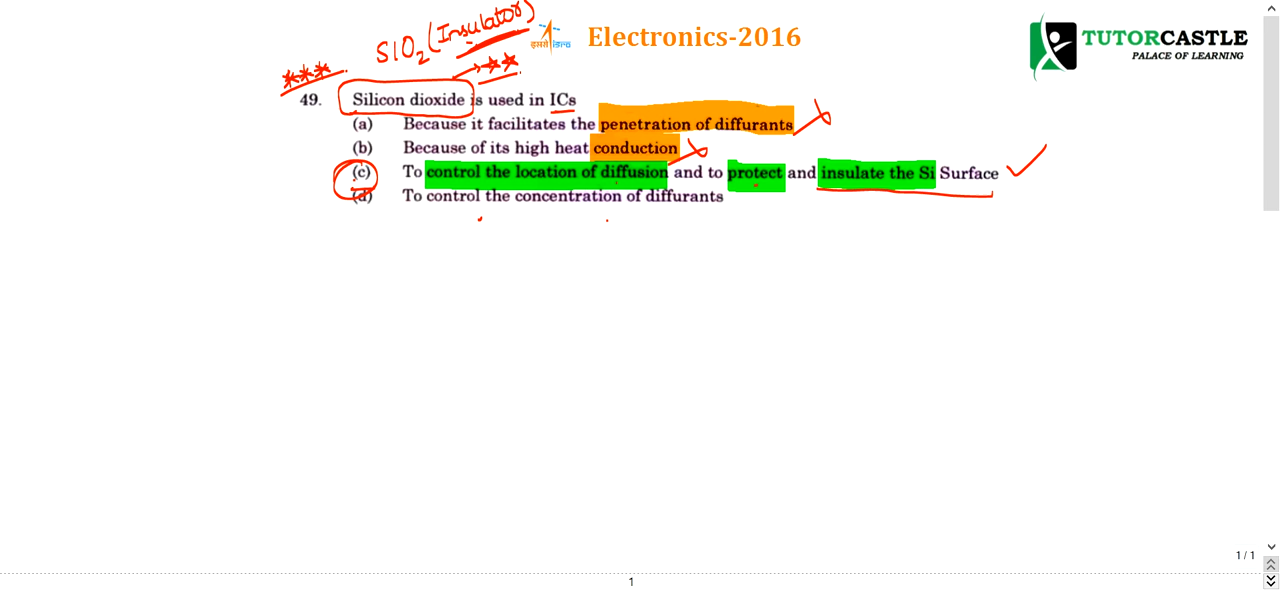 SIO2 (Insulator)
इसरो isro
Electronics-2016
TUTORCASTLE
PALACE OF LEARNING
49. Silicon dioxide is used in ICs
(a) Because it facilitates the penetration of diffurants
(b) Because of its high heat conduction
(c) To control the location of diffusion and to protect and insulate the Si Surface
(d) To control the concentration of diffurants
1 / 1
1